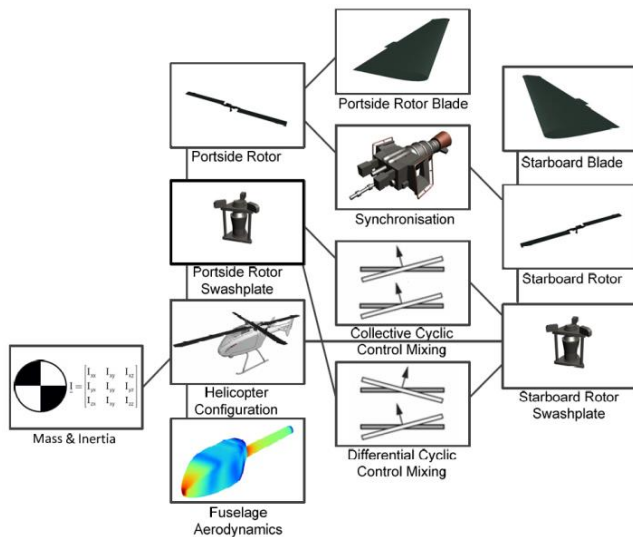 Portside Rotor Blade
Portside Rotor
Starboard Blade
Synchronisation
Portside Rotor
Swashplate
Starboard Rotor
Collective Cyclic
Control Mixing
I =
Mass & Inertia
Helicopter
Configuration
Starboard Rotor
Swashplate
Differential Cyclic
Control Mixing
Fuselage
Aerodynamics